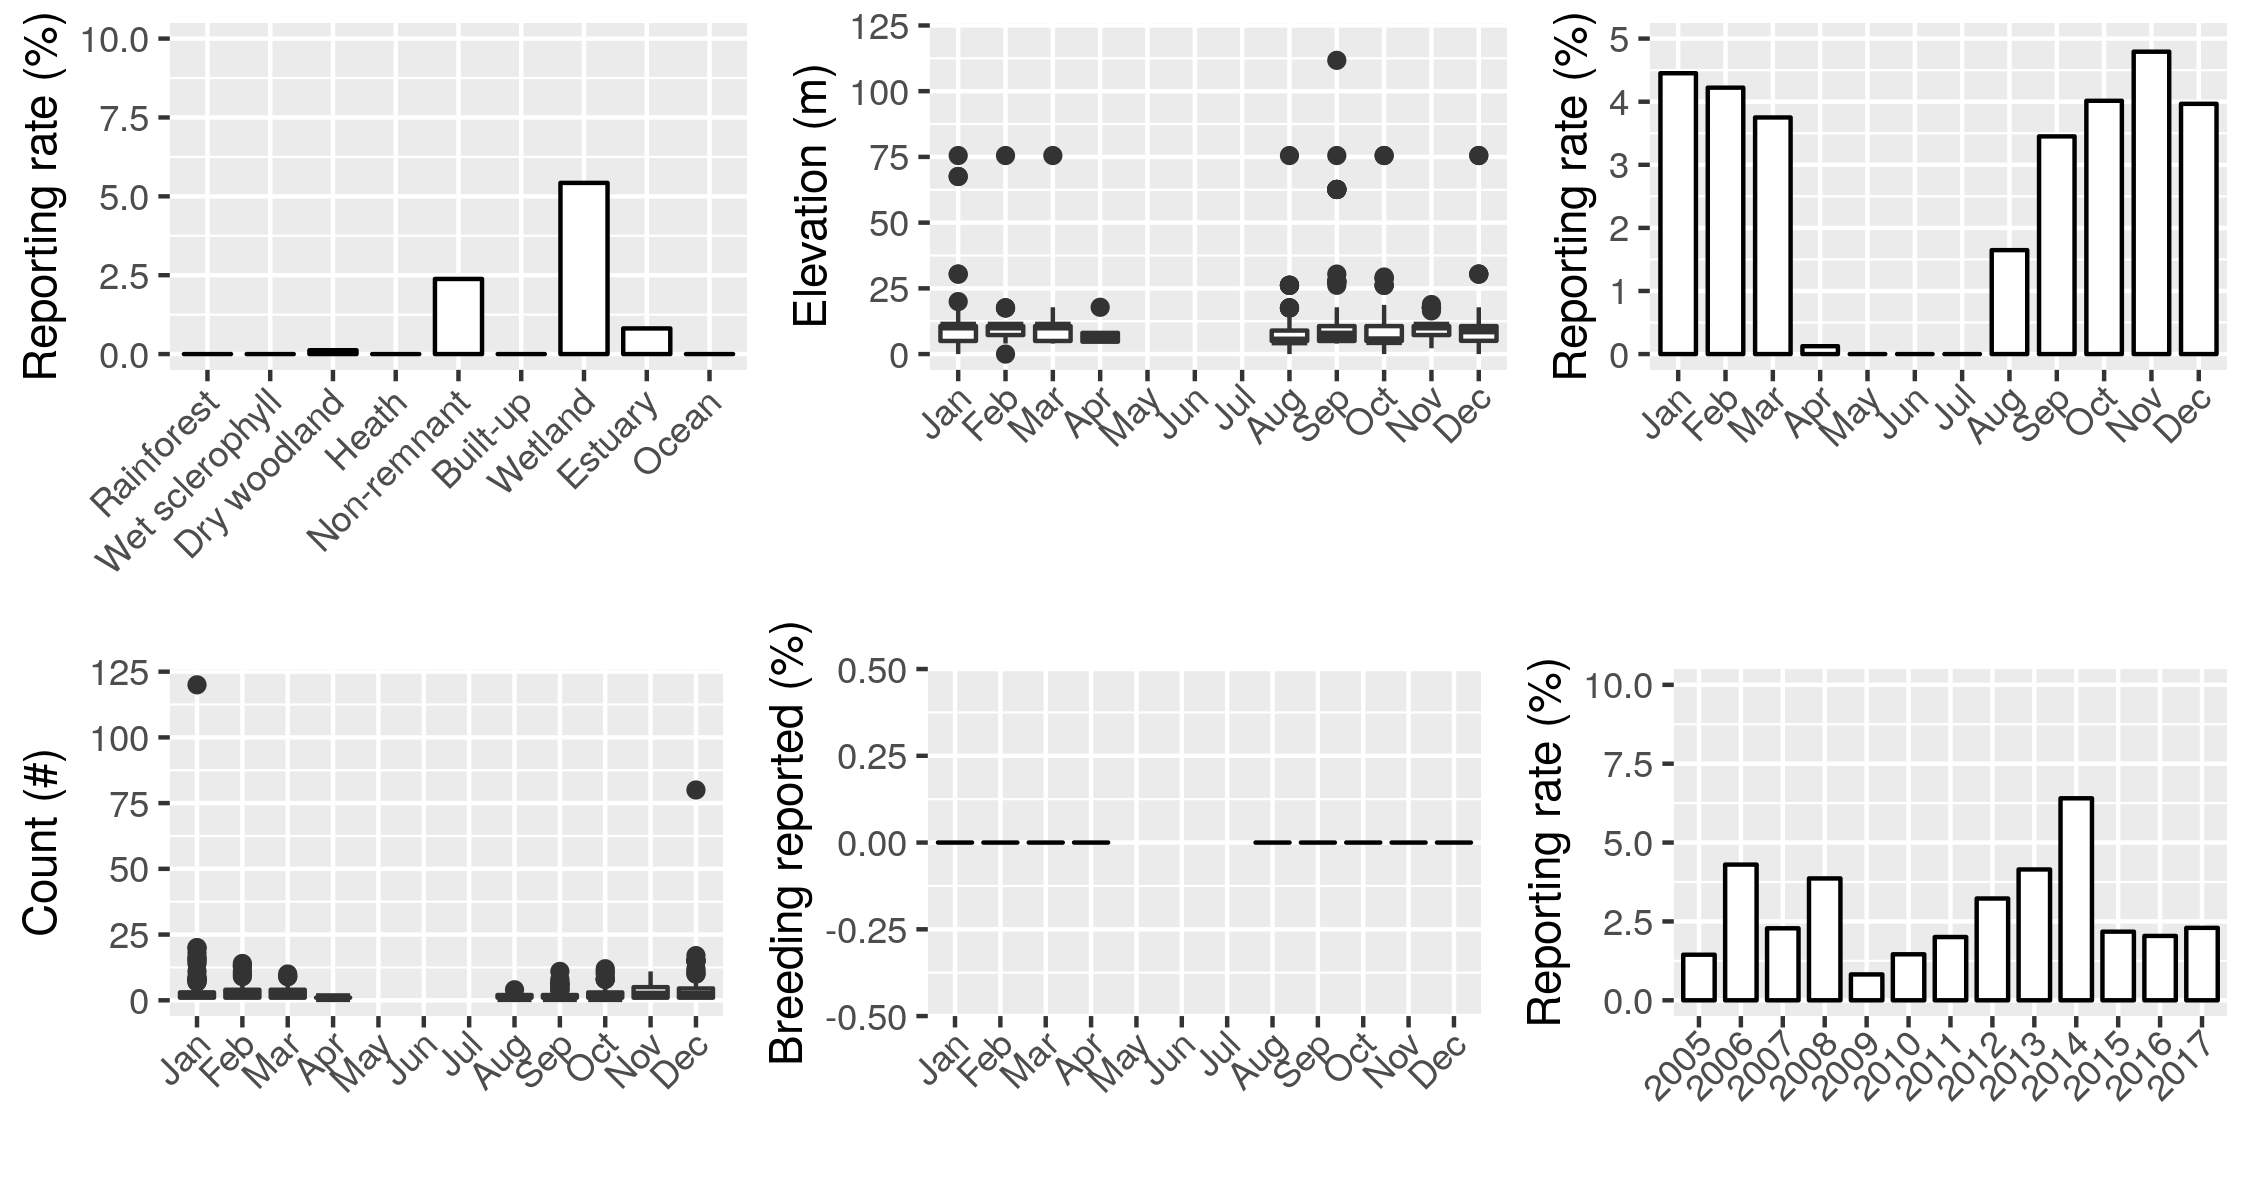 Reporting rate (%)
10.0
7.5
5.0
2.5
0.0
Rainforest
Wet sclerophyll
Dry woodland
Heath
Non-remnant
Built-up
Wetland
Estuary
Ocean
Elevation (m)
125
100
75
50
25
0
Jan
Feb
Mar
Apr
May
Jun
Jul
Aug
Sep
Oct
Nov
Dec
Reporting rate (%)
5
4
3
2
1
0
Jan
Feb
Mar
Apr
May
Jun
Jul
Aug
Sep
Oct
Nov
Dec
Count (#)
125
100
75
50
25
0
Jan
Feb
Mar
Apr
May
Jun
Jul
Aug
Sep
Oct
Nov
Dec
Breeding reported (%)
0.50
0.25
0.00
-0.25
-0.50
Jan
Feb
Mar
Apr
May
Jun
Jul
Aug
Sep
Oct
Nov
Dec
Reporting rate (%)
10.0
7.5
5.0
2.5
0.0
2005
2006
2007
2008
2009
2010
2011
2012
2013
2014
2015
2016
2017